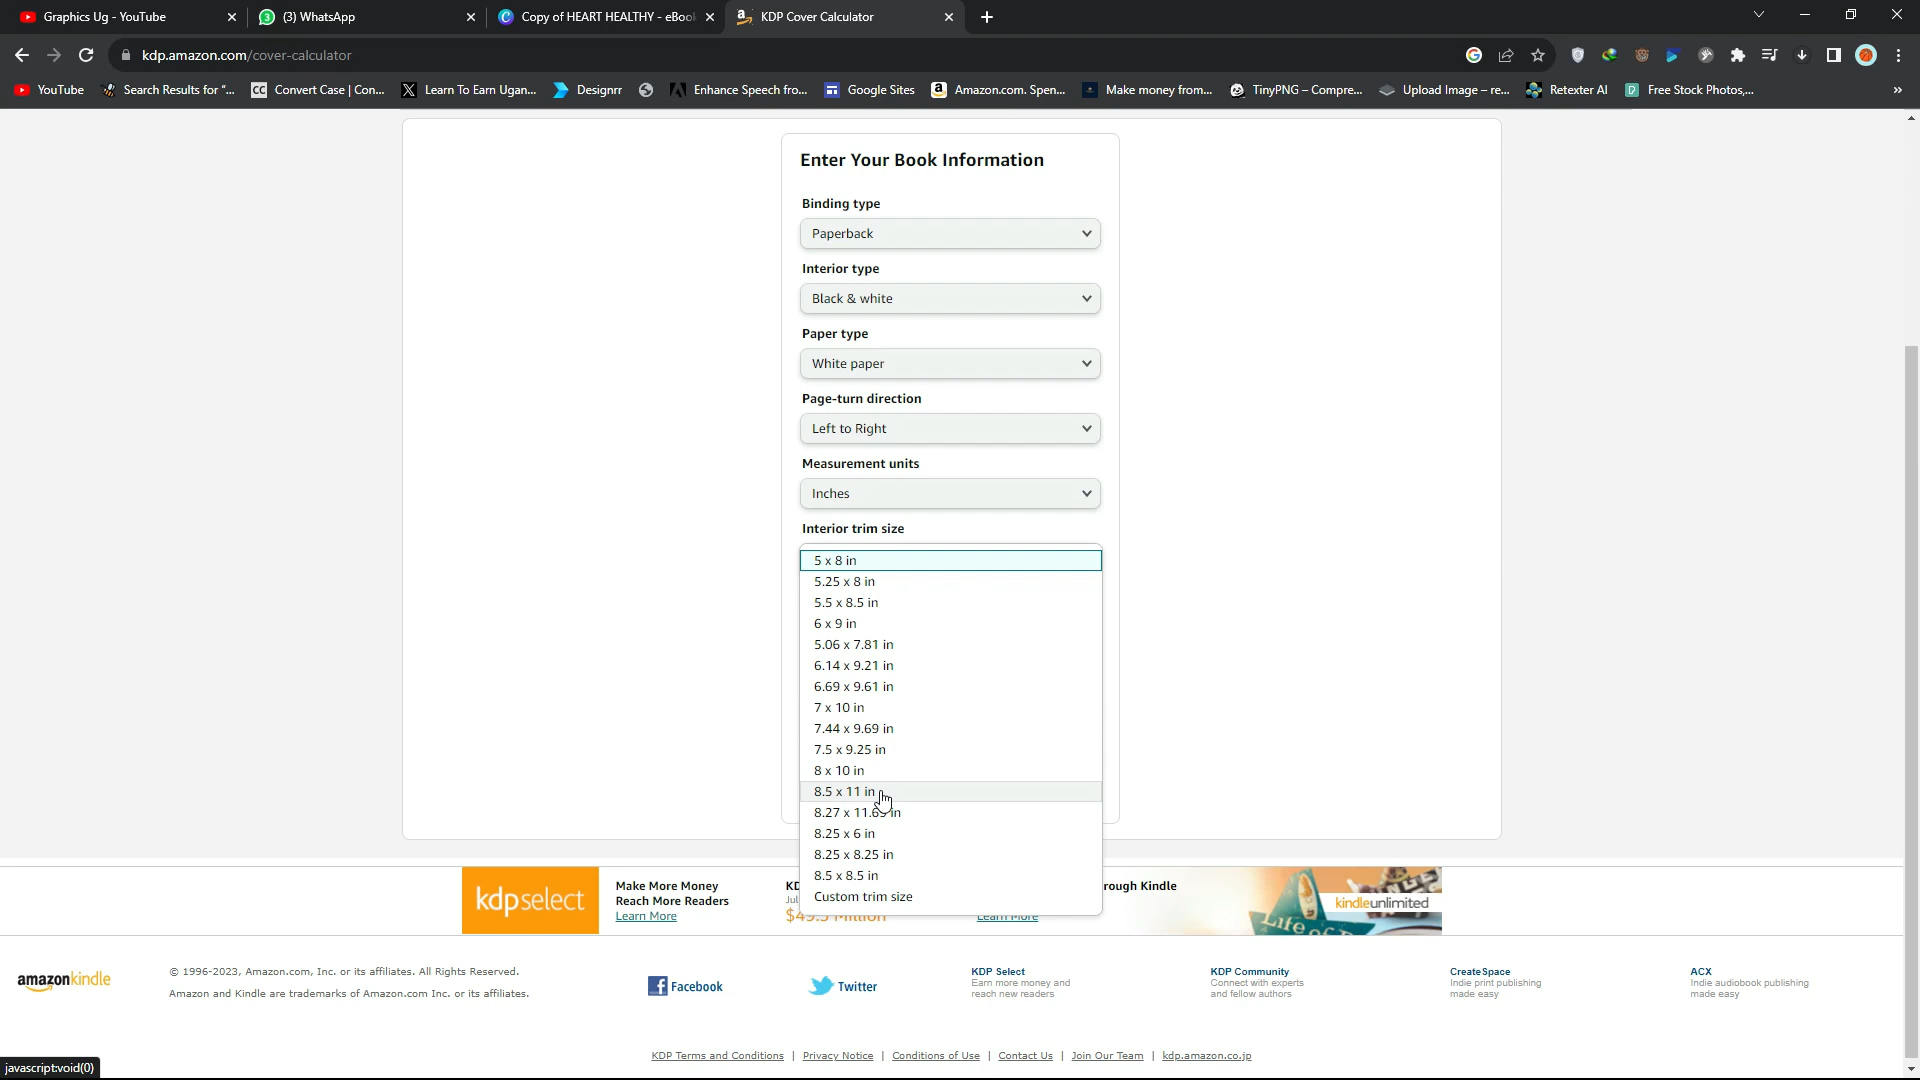 Graphics Ug - YouTube
(3) WhatsApp
Copy of HEART HEALTHY - eBook
KDP Cover Calculator
kdp.amazon.com/cover-calculator
YouTube
Search Results for "...
Convert Case | Con...
Learn To Earn Ugan...
Designrr
Enhance Speech fro...
Google Sites
Amazon.com. Spen...
Make money from...
TinyPNG – Compre...
Upload Image – re...
Retexter AI
Free Stock Photos,...
Enter Your Book Information
Binding type
Paperback
Interior type
Black & white
Paper type
White paper
Page-turn direction
Left to Right
Measurement units
Inches
Interior trim size
5 x 8 in
5.25 x 8 in
5.5 x 8.5 in
6 x 9 in
5.06 x 7.81 in
6.14 x 9.21 in
6.69 x 9.61 in
7 x 10 in
7.44 x 9.69 in
7.5 x 9.25 in
8 x 10 in
8.5 x 11 in
8.27 x 11.69 in
8.25 x 6 in
8.25 x 8.25 in
8.5 x 8.5 in
Custom trim size
kdpselect
Make More Money
Reach More Readers
Learn More
rough Kindle
Learn More
kindleunlimited
Life of
amazonkindle
© 1996-2023, Amazon.com, Inc. or its affiliates. All Rights Reserved.
Amazon and Kindle are trademarks of Amazon.com Inc. or its affiliates.
Facebook
Twitter
KDP Select
Earn more money and
reach new readers
KDP Community
Connect with experts
and fellow authors
CreateSpace
Indie print publishing
made easy
ACX
Indie audiobook publishing
made easy
KDP Terms and Conditions | Privacy Notice | Conditions of Use | Contact Us | Join Our Team | kdp.amazon.co.jp
javascript:void(0)